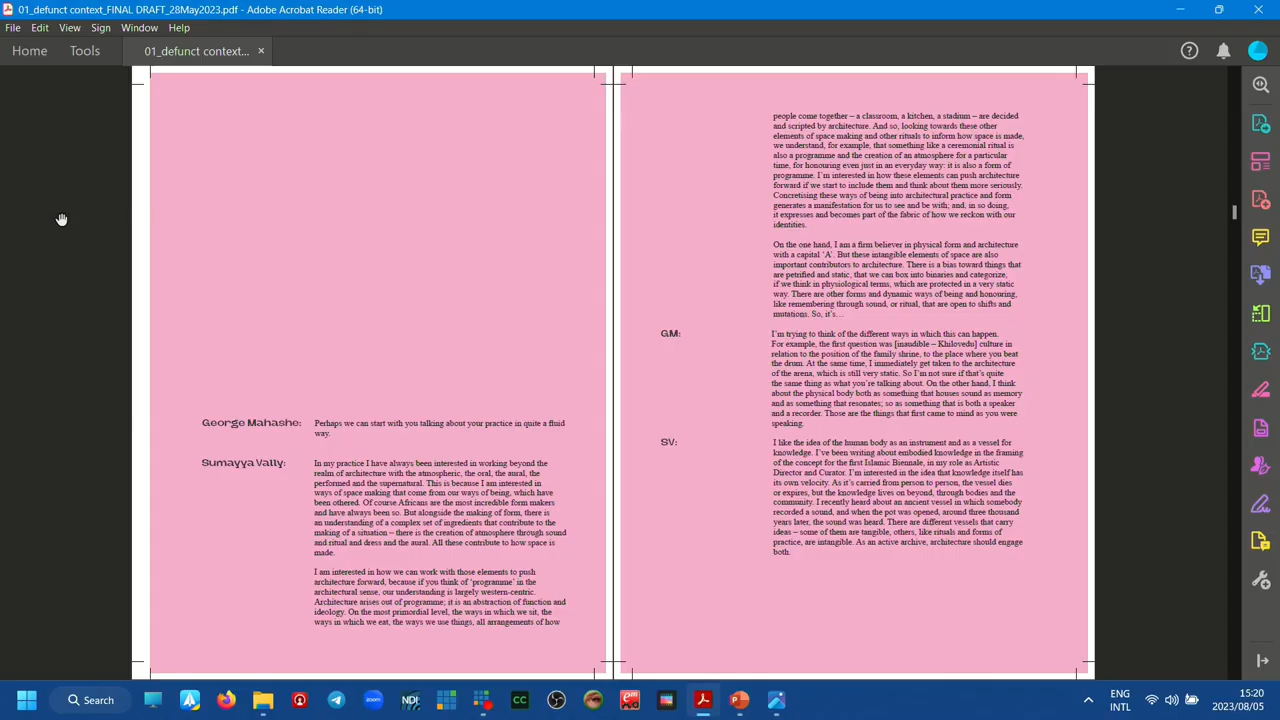 01_defunct context_FINAL DRAFT_28May2023.pdf - Adobe Acrobat Reader (64-bit)
File Edit View Sign Window Help
Home Tools 01_defunct context...
George Mahashe: Perhaps we can start with you talking about your practice in quite a fluid
way.
Sumayya Vally: In my practice I have always been interested in working beyond the
realm of architecture with the atmospheric, the oral, the aural, the
performed and the supernatural. This is because I am interested in
ways of space making that come from our ways of being, which have
been othered. Of course Africans are the most incredible form makers
and have always been so. But alongside the making of form, there is
an understanding of a complex set of ingredients that contribute to the
making of a situation – there is the creation of atmosphere through sound
and ritual and dress and the aural. All these contribute to how space is
made.
I am interested in how we can work with those elements to push
architecture forward, because if you think of ‘programme’ in the
architectural sense, our understanding is largely western-centric.
Architecture arises out of programme; it is an abstraction of function and
ideology. On the most primordial level, the ways in which we sit, the
ways in which we eat, the ways we use things, all arrangements of how
people come together – a classroom, a kitchen, a stadium – are decided
and scripted by architecture. And so, looking towards these other
elements of space making and other rituals to inform how space is made,
we understand, for example, that something like a ceremonial ritual is
also a programme and the creation of an atmosphere for a particular
time, for honouring even just in an everyday way: it is also a form of
programme. I’m interested in how these elements can push architecture
forward if we start to include them and think about them more seriously.
Concretising these ways of being into architectural practice and form
generates a manifestation for us to see and be with; and, in so doing,
it expresses and becomes part of the fabric of how we reckon with our
identities.
On the one hand, I am a firm believer in physical form and architecture
with a capital ‘A’. But these intangible elements of space are also
important contributors to architecture. There is a bias toward things that
are petrified and static, that we can box into binaries and categorize,
if we think in physiological terms, which are protected in a very static
way. There are other forms and dynamic ways of being and honouring,
like remembering through sound, or ritual, that are open to shifts and
mutations. So, it’s…
GM: I’m trying to think of the different ways in which this can happen.
For example, the first question was [inaudible – Khilovedu] culture in
relation to the position of the family shrine, to the place where you beat
the drum. At the same time, I immediately get taken to the architecture
of the arena, which is still very static. So I’m not sure if that’s quite
the same thing as what you’re talking about. On the other hand, I think
about the physical body both as something that houses sound as memory
and as something that resonates; so as something that is both a speaker
and a recorder. Those are the things that first came to mind as you were
speaking.
SV: I like the idea of the human body as an instrument and as a vessel for
knowledge. I’ve been writing about embodied knowledge in the framing
of the concept for the first Islamic Biennale, in my role as Artistic
Director and Curator. I’m interested in the idea that knowledge itself has
its own velocity. As it’s carried from person to person, the vessel dies
or expires, but the knowledge lives on beyond, through bodies and the
community. I recently heard about an ancient vessel in which somebody
recorded a sound, and when the pot was opened, around three thousand
years later, the sound was heard. There are different vessels that carry
ideas – some of them are tangible, others, like rituals and forms of
practice, are intangible. As an active archive, architecture should engage
both.
Search zoom NDI CC ENG
INTL
15:20
2023/08/05